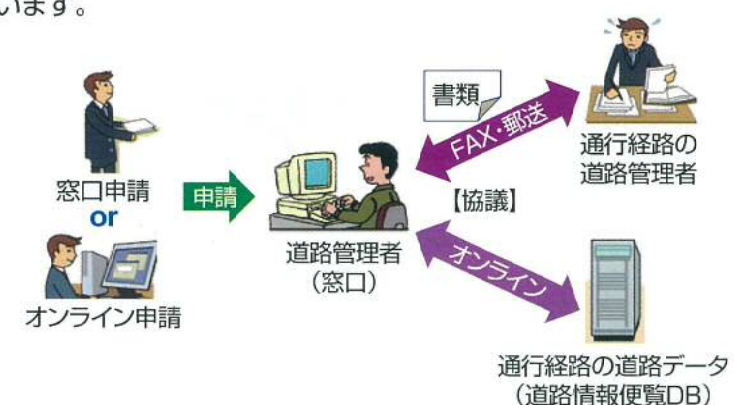 います。
書類
FAX・郵送
通行経路の
道路管理者
窓口申請
or
オンライン申請
申請
道路管理者
（窓口）
【協議】
オンライン
通行経路の道路データ
（道路情報便覧DB）